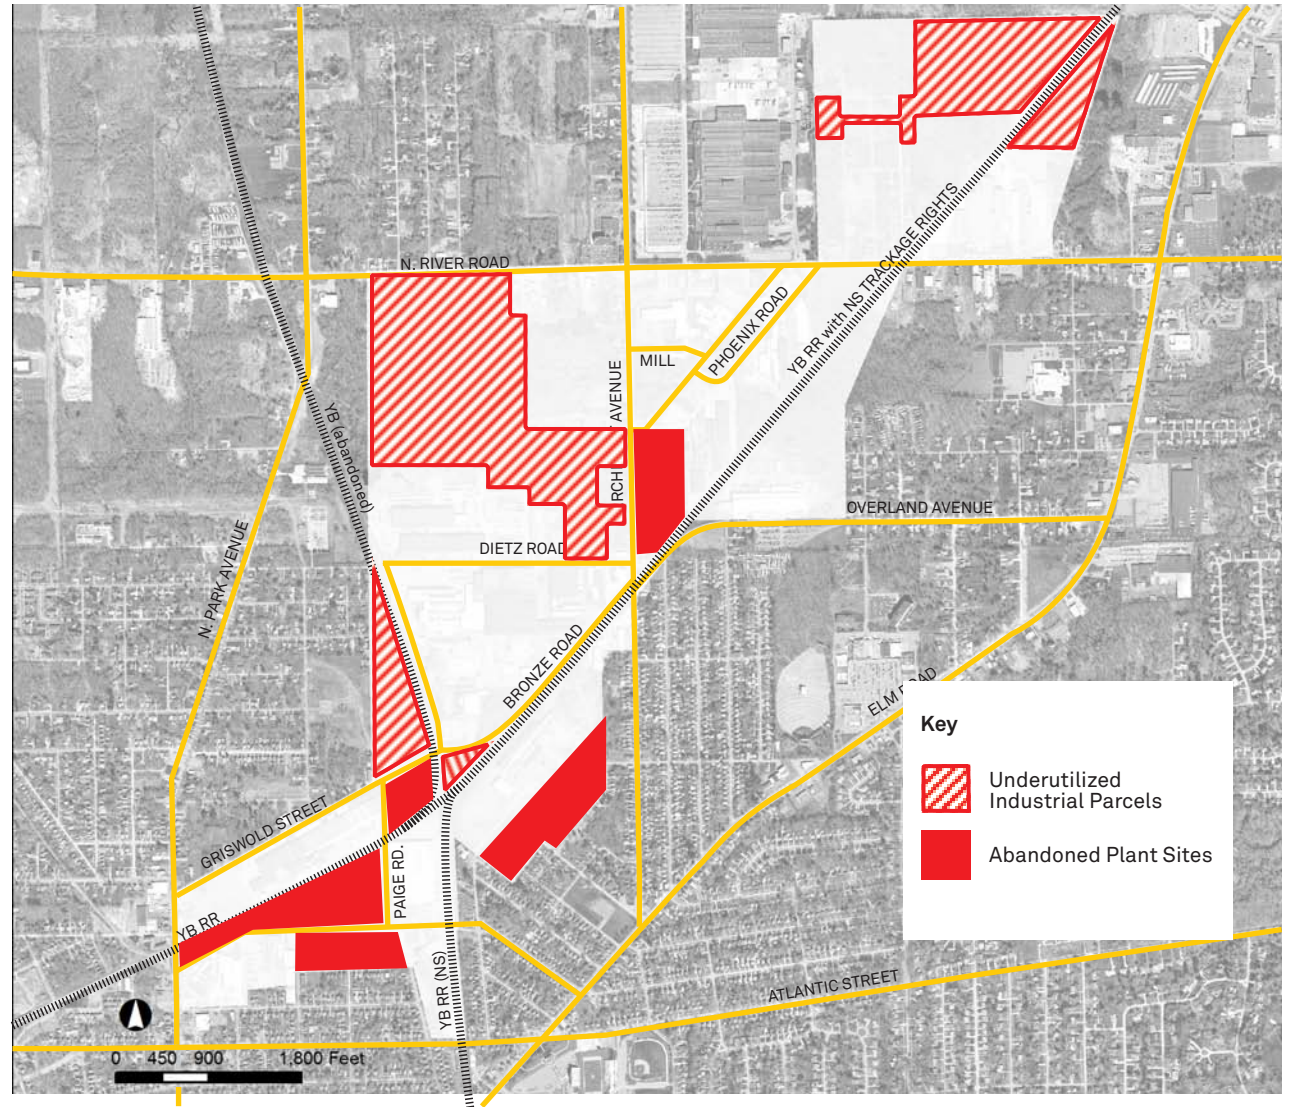 N. RIVER ROAD
YB RR with NS TRACKAGE RIGHTS
PHOENIX ROAD
MILL
AVENUE
RCH
YB (abandoned)
OVERLAND AVENUE
DIETZ ROAD
N. PARK AVENUE
BRONZE ROAD
ELM ROAD
Key
Underutilized
Industrial Parcels
Abandoned Plant Sites
GRISWOLD STREET
PAIGE RD.
YB RR
YB RR (NS)
ATLANTIC STREET
0 450 900 1,800 Feet